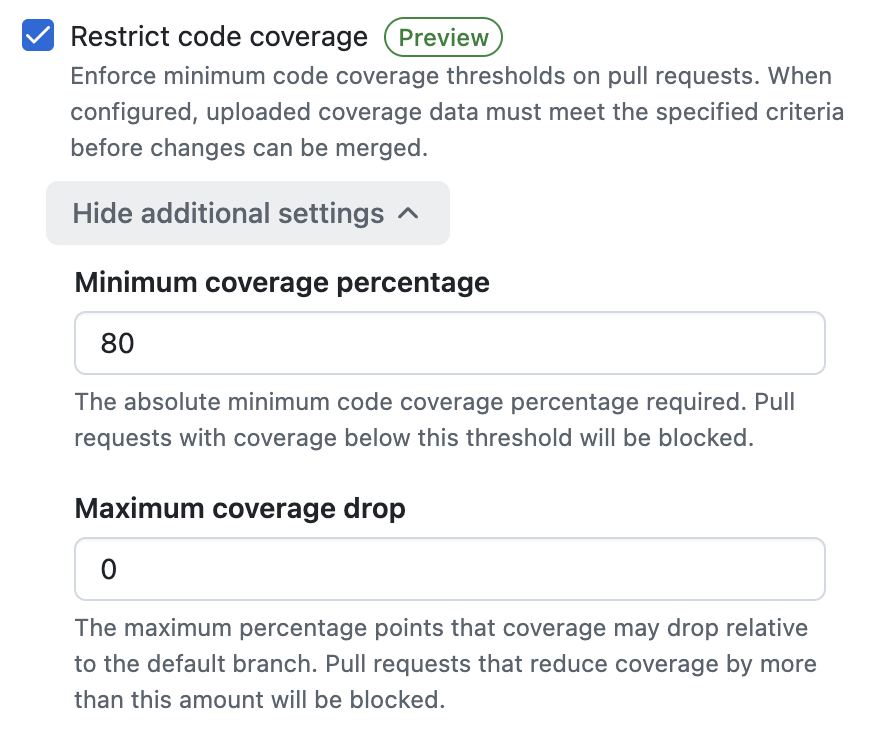 Restrict code coverage Preview
Enforce minimum code coverage thresholds on pull requests. When
configured, uploaded coverage data must meet the specified criteria
before changes can be merged.
Hide additional settings
Minimum coverage percentage
80
The absolute minimum code coverage percentage required. Pull
requests with coverage below this threshold will be blocked.
Maximum coverage drop
0
The maximum percentage points that coverage may drop relative
to the default branch. Pull requests that reduce coverage by more
than this amount will be blocked.